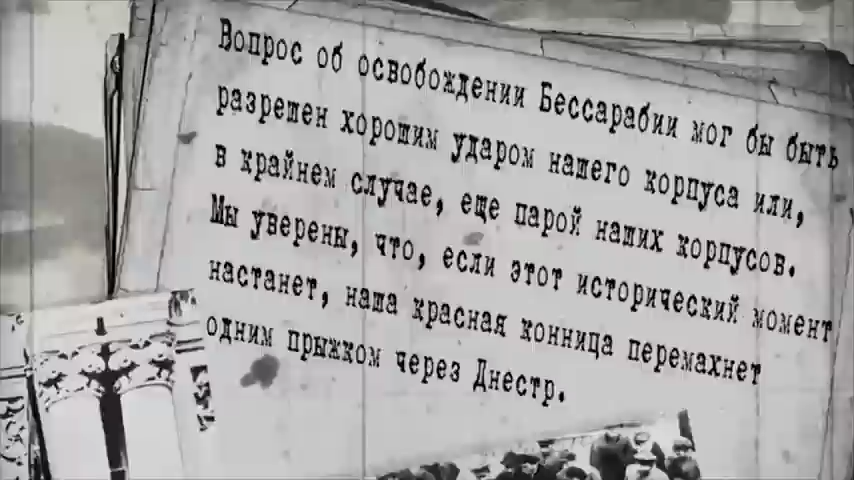 Вопрос об освобождении Бессарабии мог бы быть
разрешен хорошим ударом нашего корпуса или,
в крайнем случае, еще парой наших корпусов.
Мы уверены, что, если этот исторический момент
настанет, наша красная конница перемахнет
одним прыжком через Днестр.